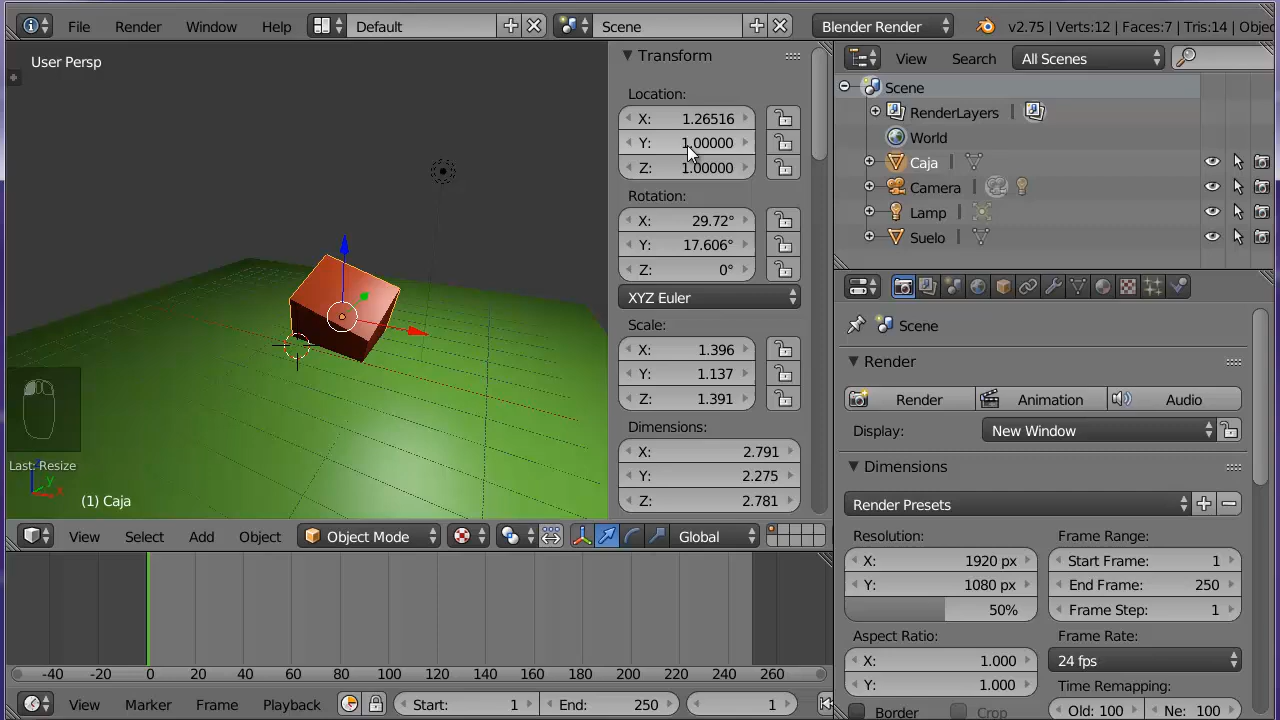 File Render Window Help Default Scene Blender Render v2.75 | Verts:12 | Faces:7 | Tris:14 |
User Persp
Last: Resize
(1) Caja
View Select Add Object Object Mode Global
Transform
Location:
X: 1.26516
Y: 1.00000
Z: 1.00000
Rotation:
X: 29.72°
Y: 17.606°
Z: 0°
XYZ Euler
Scale:
X: 1.396
Y: 1.137
Z: 1.391
Dimensions:
X: 2.791
Y: 2.275
Z: 2.781
View Search All Scenes
Scene
RenderLayers |
World
Caja |
Camera |
Lamp |
Suelo |
Scene
Render
Render Animation Audio
Display: New Window
Dimensions
Render Presets
Resolution: Frame Range:
X: 1920 px Start Frame: 1
Y: 1080 px End Frame: 250
50% Frame Step: 1
Aspect Ratio: Frame Rate:
X: 1.000 24 fps
Y: 1.000 Time Remapping:
Border Crop Old: 100 Ne: 100
-40 -20 0 20 40 60 80 100 120 140 160 180 200 220 240 260
View Marker Frame Playback Start: 1 End: 250 1